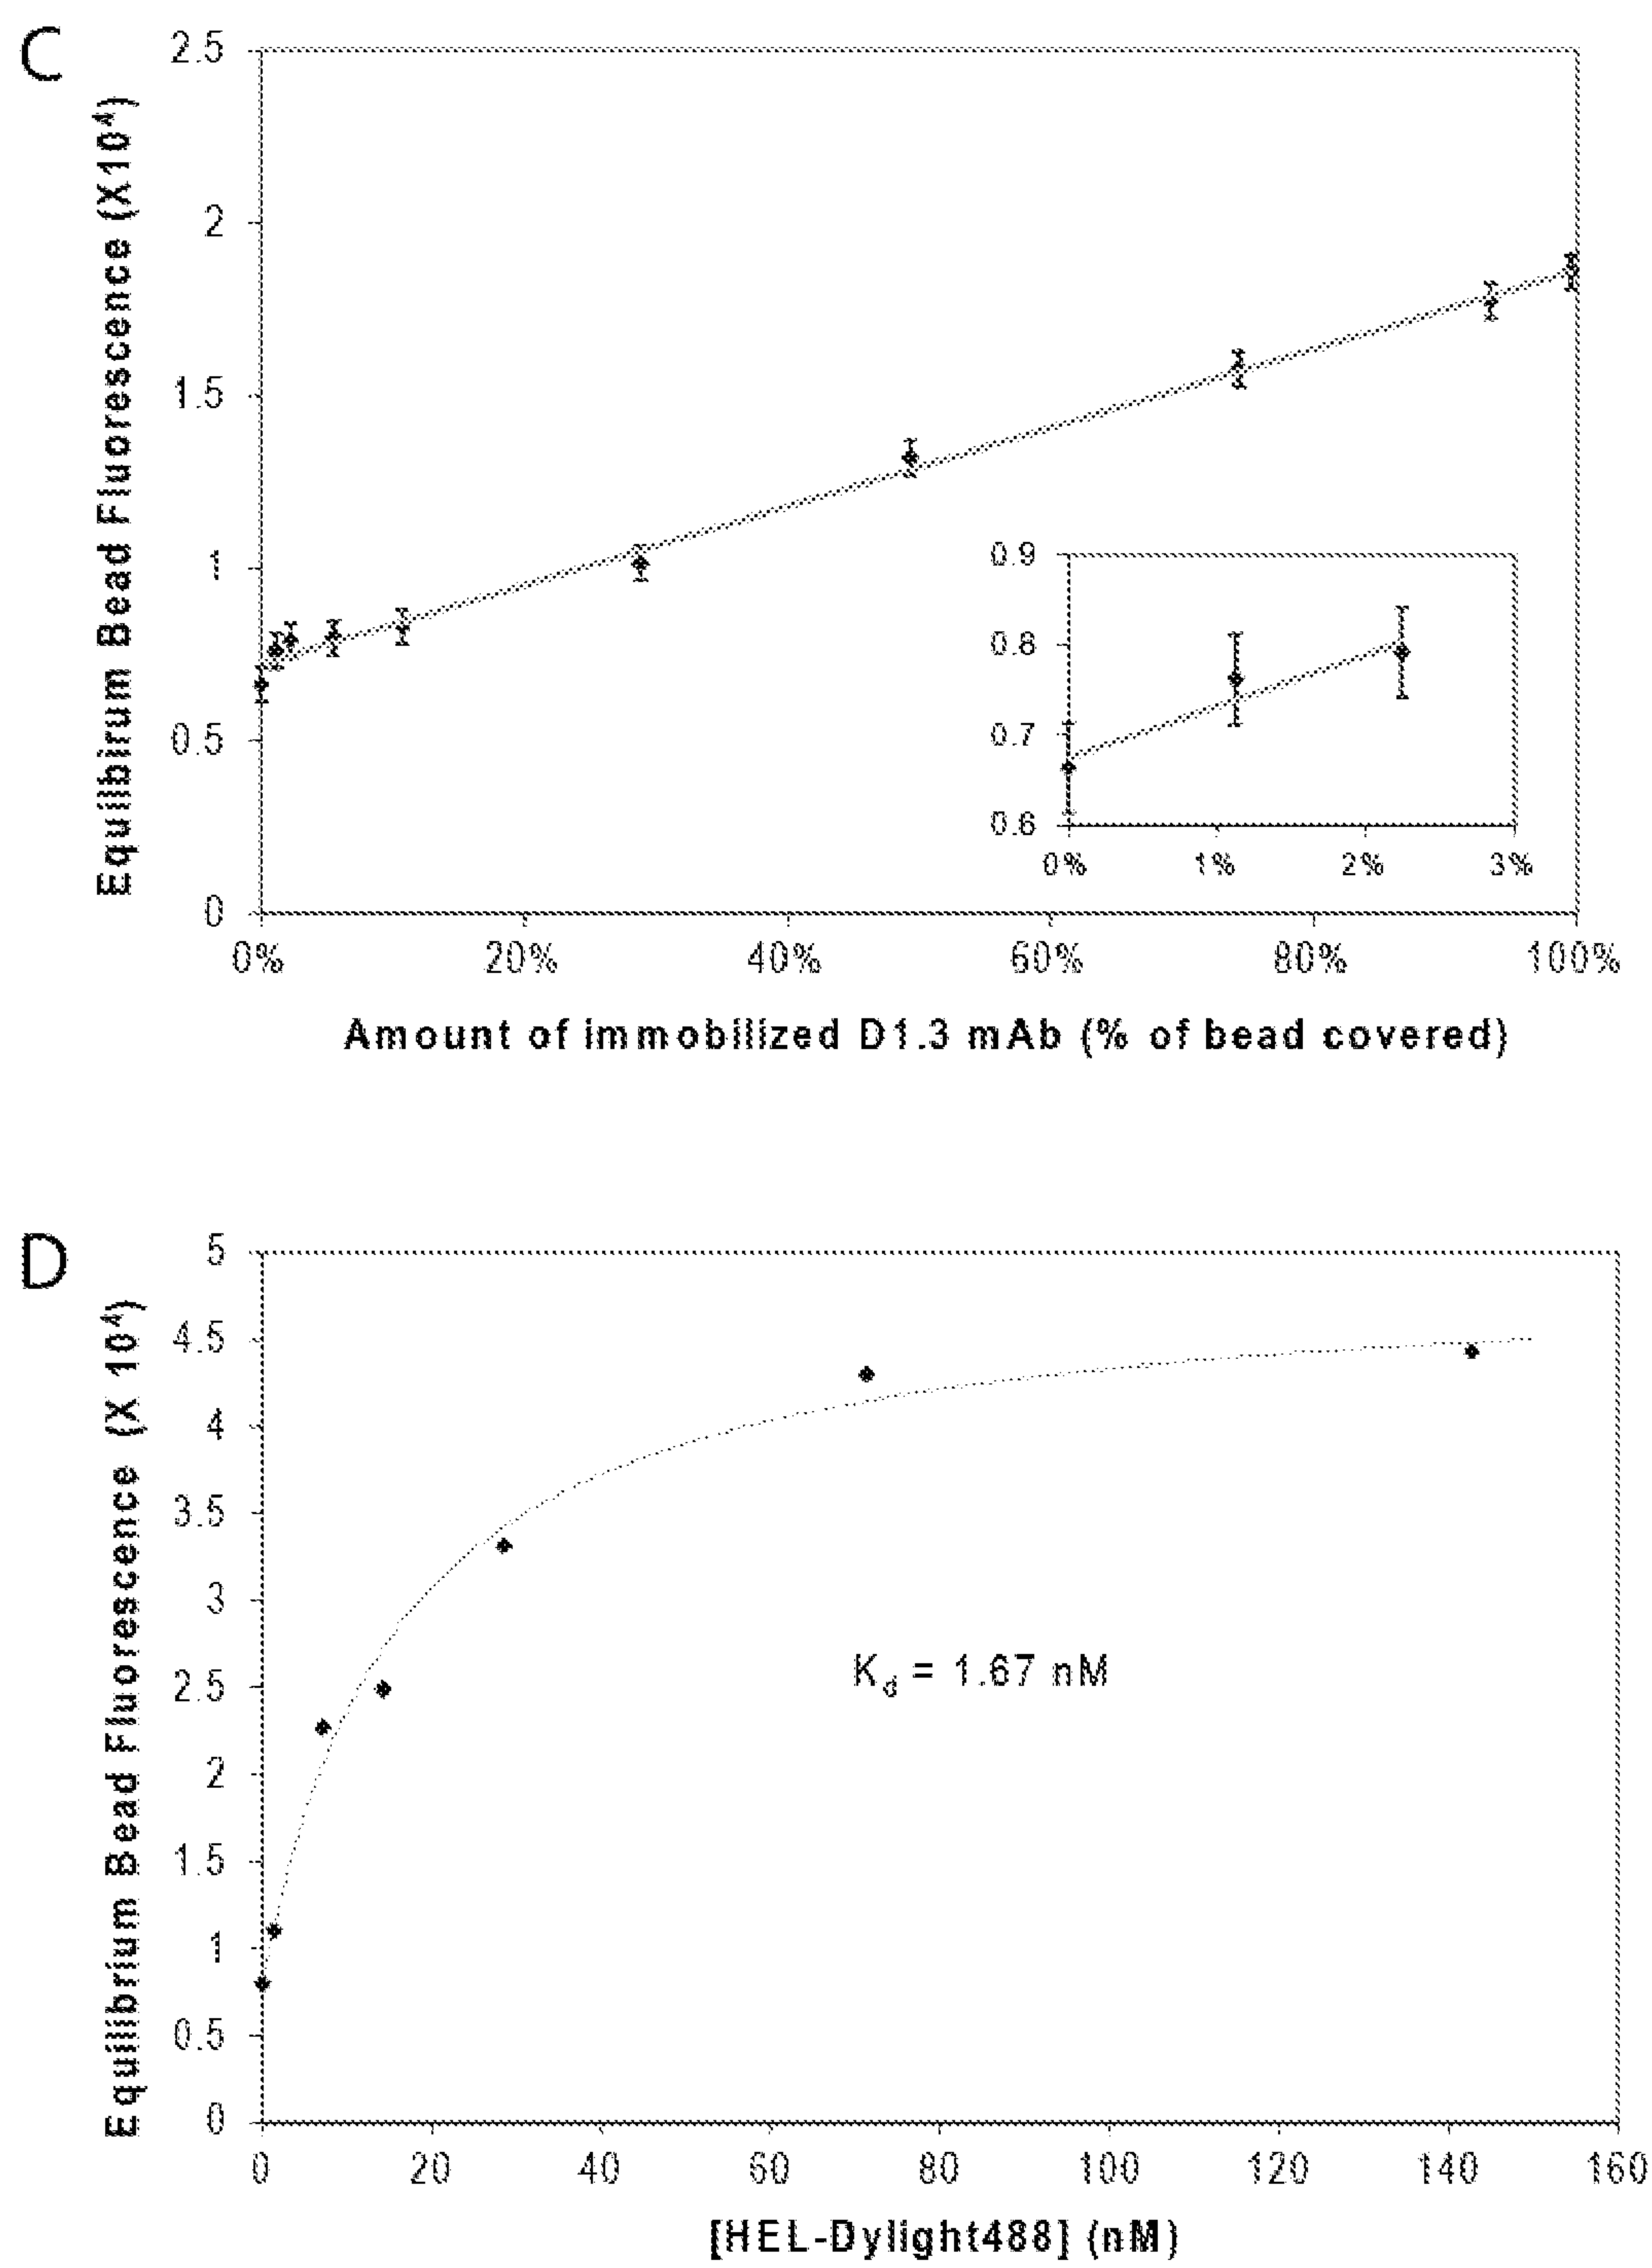 C
Equilibirum Bead Fluorescence (X10⁴)
2.5
2
1.5
1
0.5
0
0% 20% 40% 60% 80% 100%
0.9
0.8
0.7
0.6
0% 1% 2% 3%
Amount of immobilized D1.3 mAb (% of bead covered)
D
Equilibrium Bead Fluorescence (X 10⁴)
5
4.5
4
3.5
3
2.5
2
1.5
1
0.5
0
K_d = 1.67 nM
0 20 40 60 80 100 120 140 160
[HEL-Dylight488] (nM)